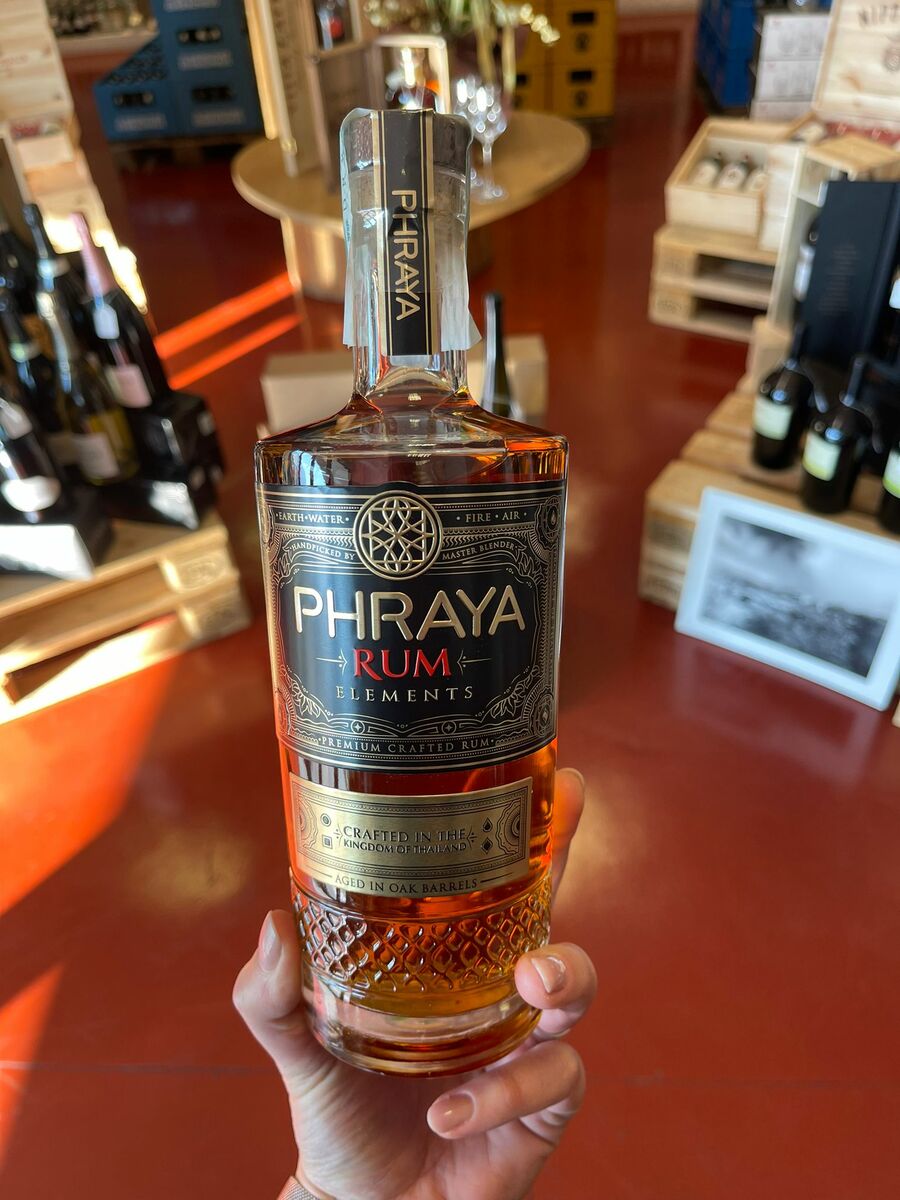 PHRAYA
EARTH • WATER • FIRE • AIR
HANDPICKED BY MASTER BLENDER
PHRAYA
RUM
ELEMENTS
• PREMIUM CRAFTED RUM •
CRAFTED IN THE
KINGDOM OF THAILAND
AGED IN OAK BARRELS